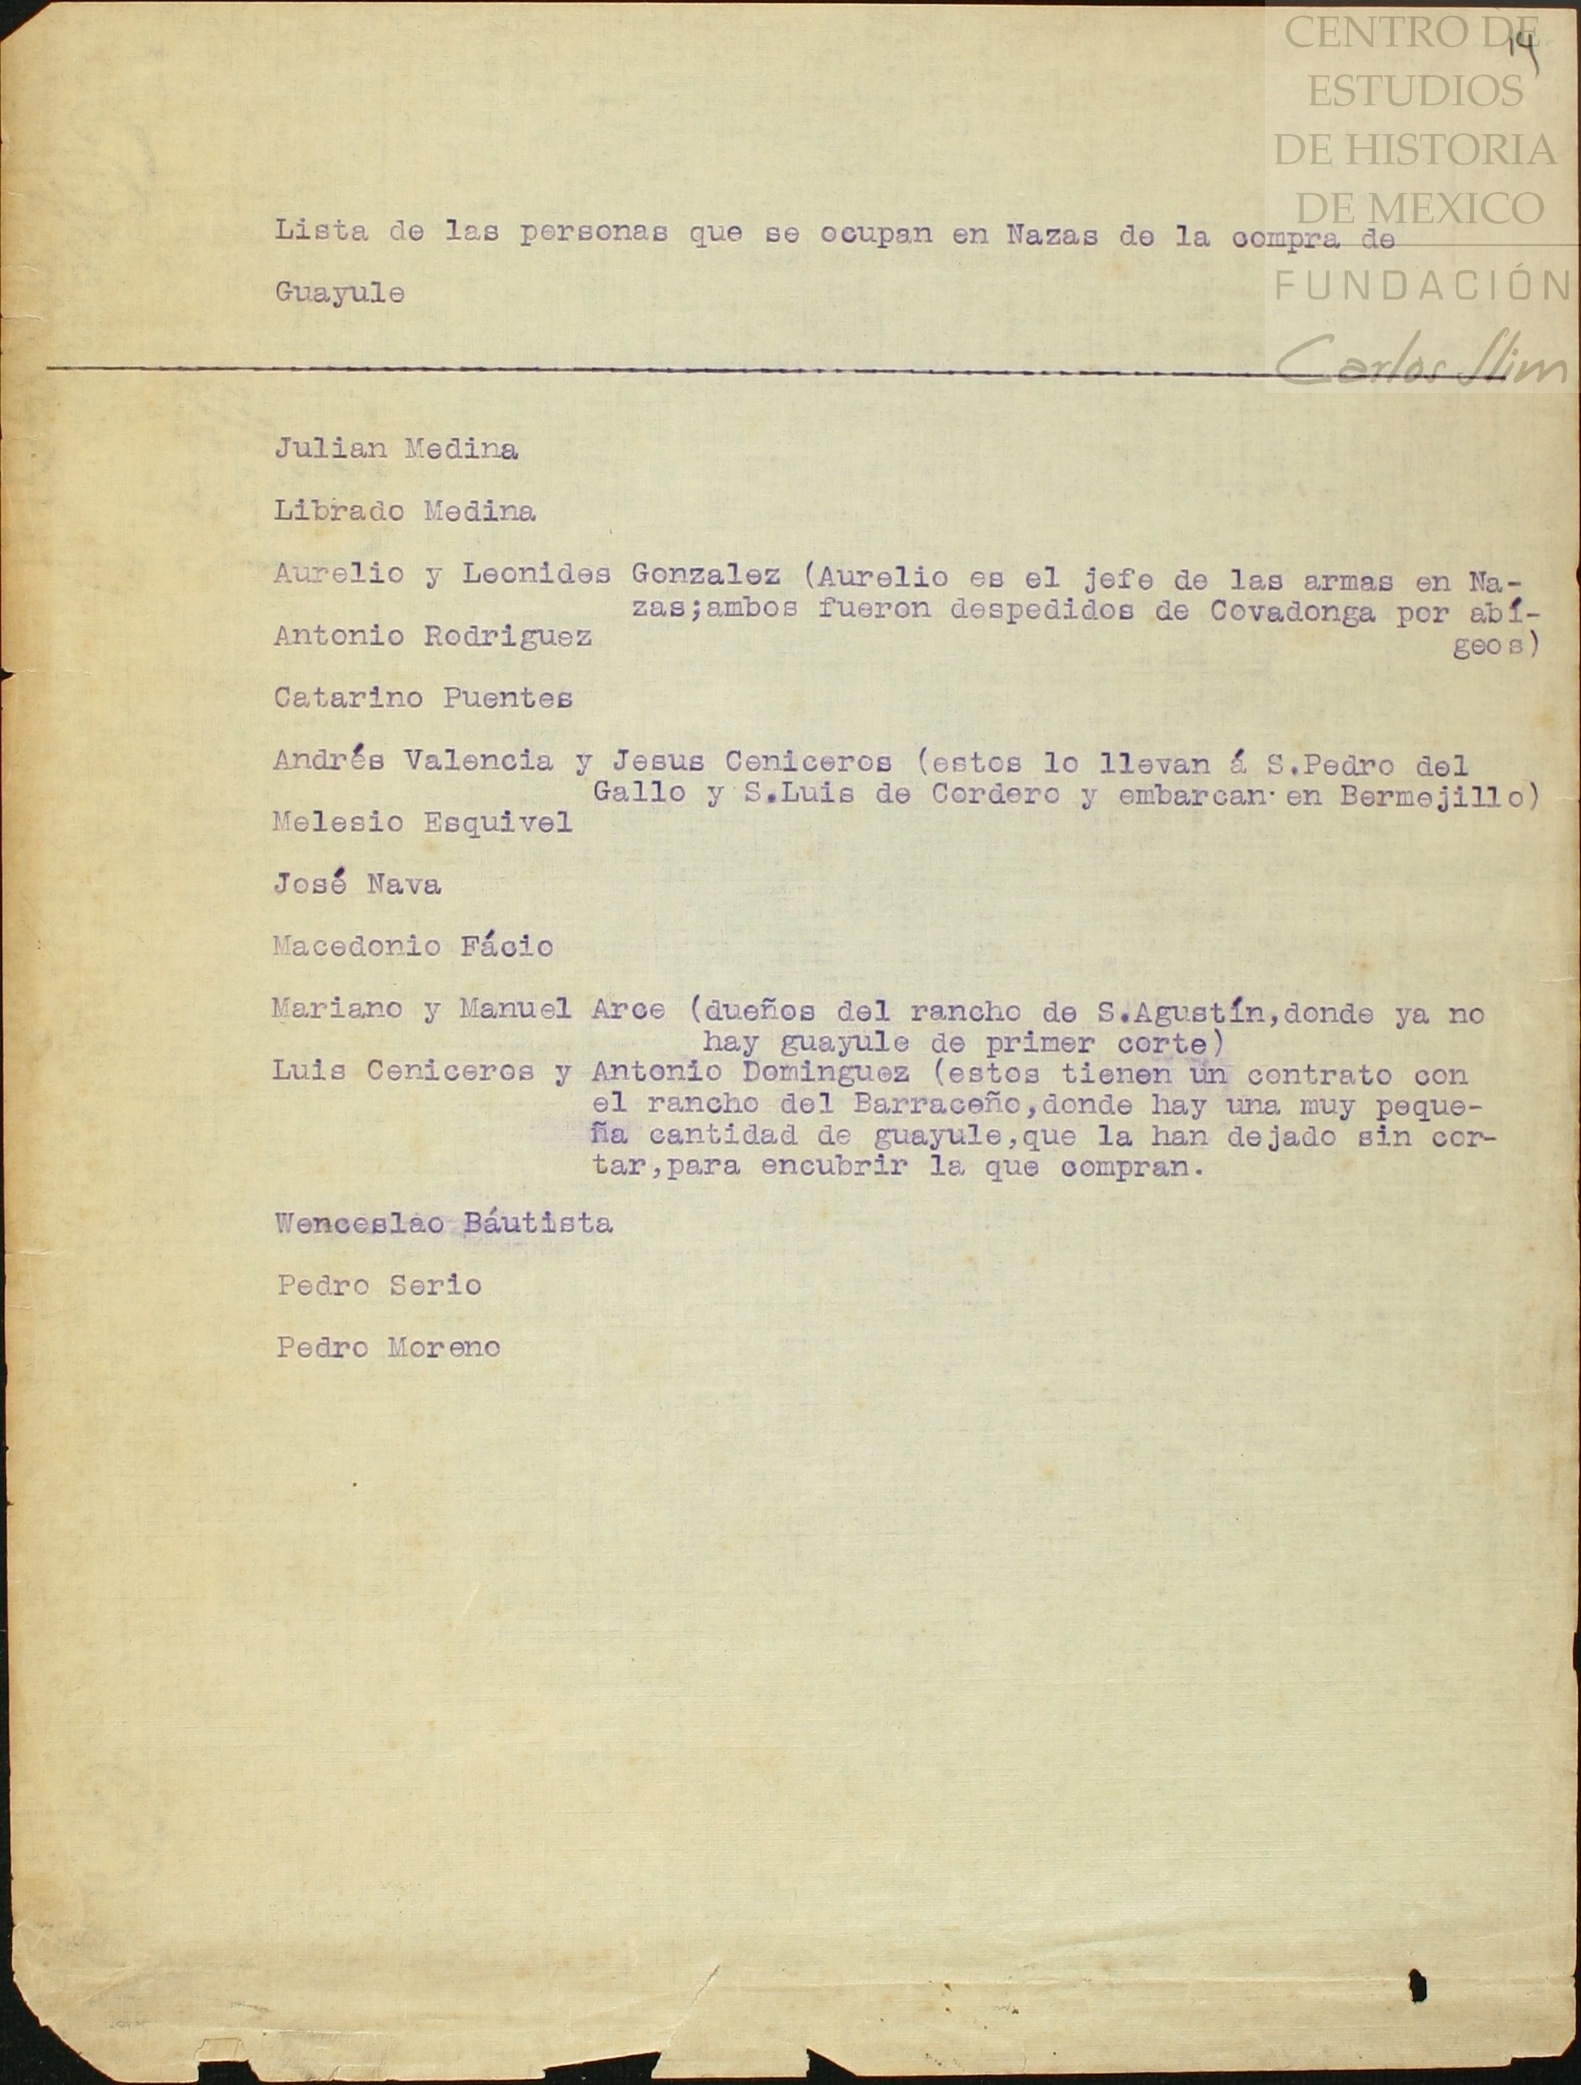 CENTRO DE
14
ESTUDIOS
DE HISTORIA
DE MEXICO
FUNDACIÓN
Carlos Slim
Lista de las personas que se ocupan en Nazas de la compra de
Guayule
Julian Medina
Librado Medina
Aurelio y Leonides Gonzalez (Aurelio es el jefe de las armas en Na-
zas;ambos fueron despedidos de Covadonga por abí-
Antonio Rodriguez
geos)
Catarino Puentes
Andrés Valencia y Jesus Ceniceros (estos lo llevan á S.Pedro del
Gallo y S.Luis de Cordero y embarcan en Bermejillo)
Melesio Esquivel
José Nava
Macedonio Fácio
Mariano y Manuel Arce (dueños del rancho de S.Agustín,donde ya no
hay guayule de primer corte)
Luis Ceniceros y Antonio Dominguez (estos tienen un contrato con
el rancho del Barraceño,donde hay una muy peque-
ña cantidad de guayule,que la han dejado sin cor-
tar,para encubrir la que compran.
Wenceslao Báutista
Pedro Serio
Pedro Moreno